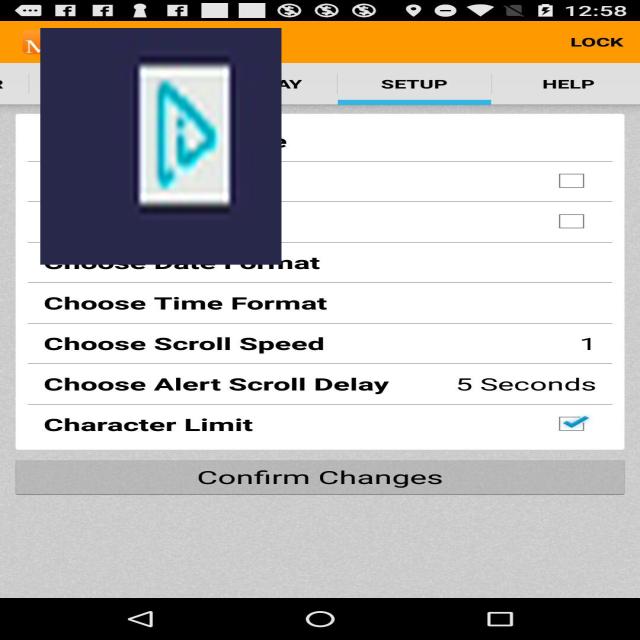 12:58
LOCK
SETUP
HELP
Choose Date Format
Choose Time Format
Choose Scroll Speed 1
Choose Alert Scroll Delay 5 Seconds
Character Limit
Confirm Changes